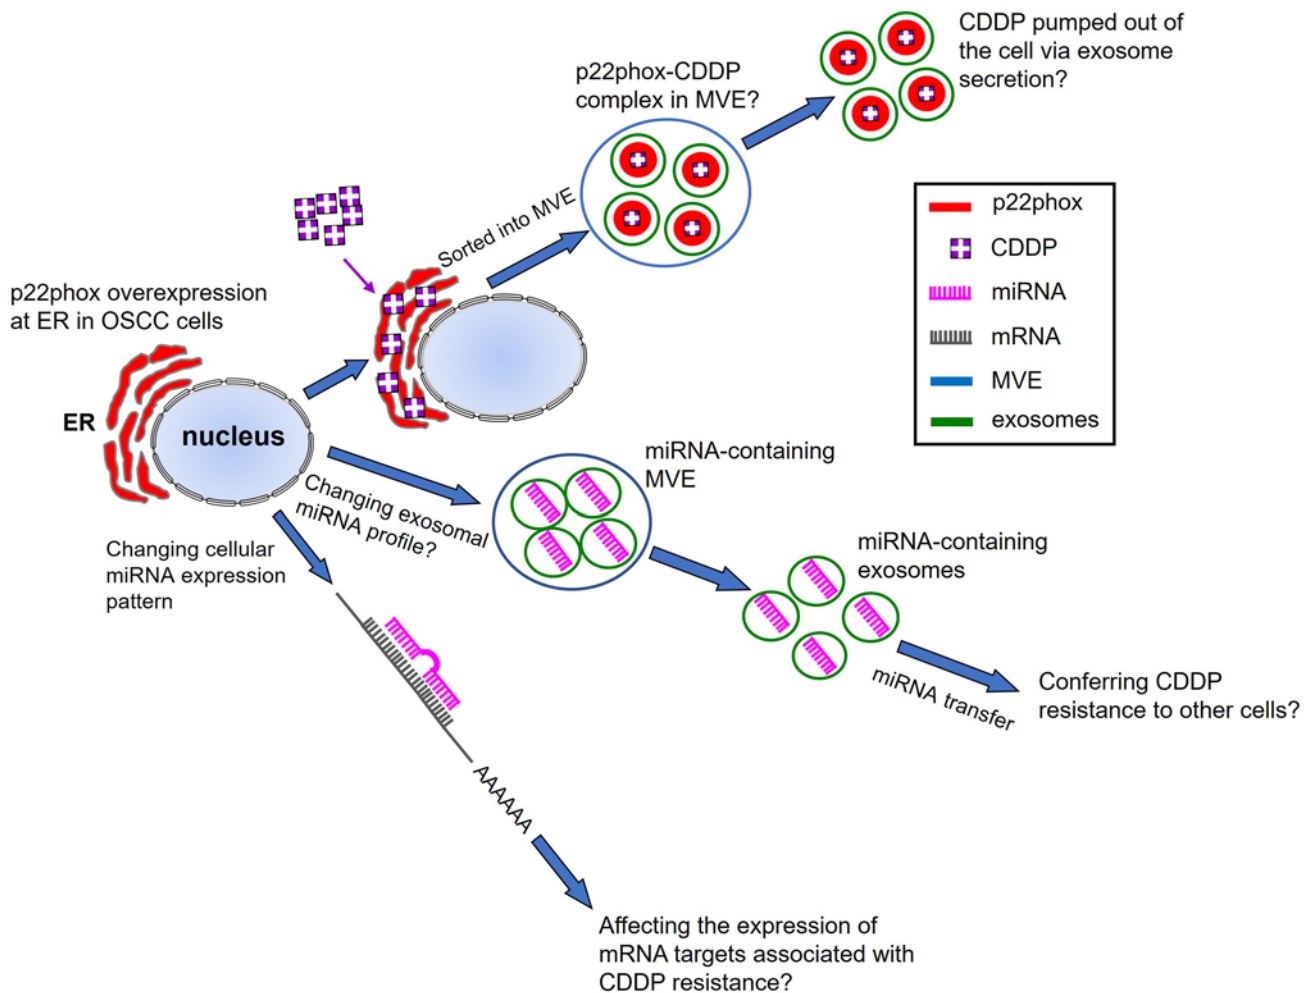 CDDP pumped out of
the cell via exosome
secretion?
p22phox-CDDP
complex in MVE?
Sorted into MVE
p22phox overexpression
at ER in OSCC cells
ER
nucleus
p22phox
CDDP
miRNA
mRNA
MVE
exosomes
Changing exosomal
miRNA profile?
miRNA-containing
MVE
miRNA-containing
exosomes
miRNA transfer
Conferring CDDP
resistance to other cells?
Changing cellular
miRNA expression
pattern
AAAAAA
Affecting the expression of
mRNA targets associated with
CDDP resistance?